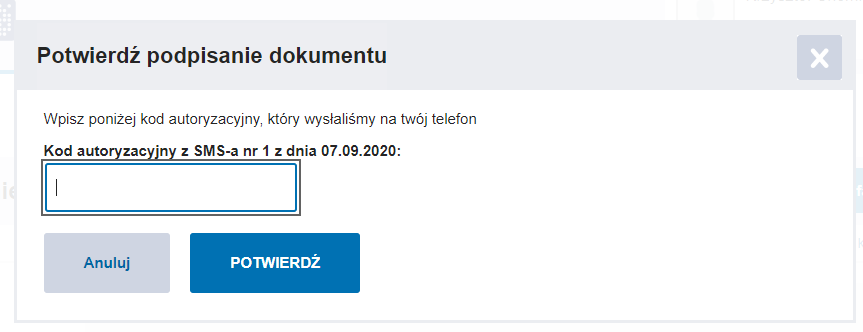 Potwierdź podpisanie dokumentu
Wpisz poniżej kod autoryzacyjny, który wysłaliśmy na twój telefon
Kod autoryzacyjny z SMS-a nr 1 z dnia 07.09.2020:
Anuluj
POTWIERDŹ